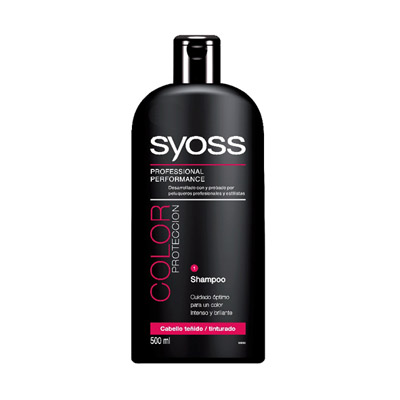 syoss
PROFESSIONAL
PERFORMANCE
Desarrollado con y probado por
peluqueros profesionales y estilistas
COLOR
PROTECCION
1
Shampoo
Cuidado óptimo
para un color
intenso y brillante
Cabello teñido / tinturado
500 ml